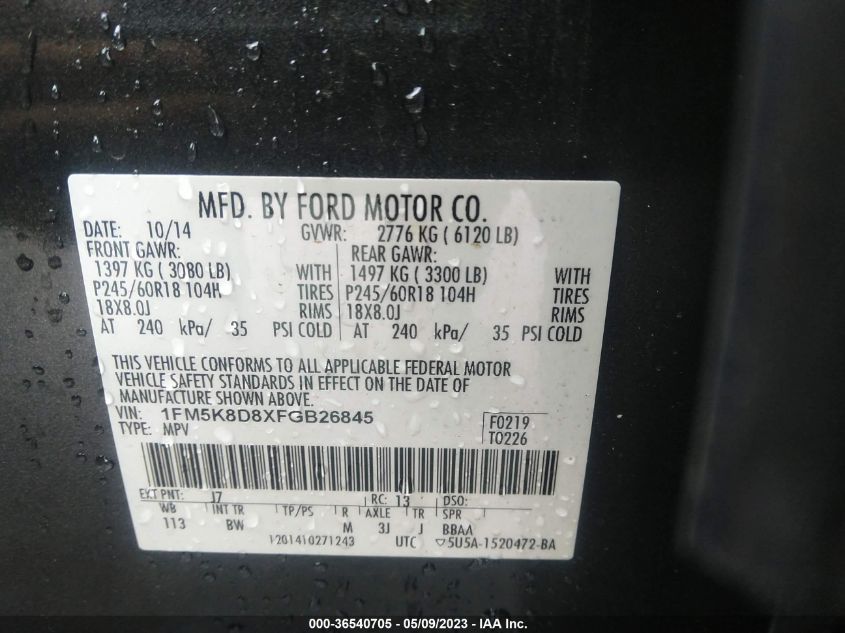 MFD. BY FORD MOTOR CO.
DATE: 10/14 GVWR: 2776 KG ( 6120 LB)
FRONT GAWR: REAR GAWR:
1397 KG ( 3080 LB) WITH 1497 KG ( 3300 LB) WITH
P245/60R18 104H TIRES P245/60R18 104H TIRES
18X8.0J RIMS 18X8.0J RIMS
AT 240 kPa/ 35 PSI COLD AT 240 kPa/ 35 PSI COLD
THIS VEHICLE CONFORMS TO ALL APPLICABLE FEDERAL MOTOR
VEHICLE SAFETY STANDARDS IN EFFECT ON THE DATE OF
MANUFACTURE SHOWN ABOVE.
VIN: 1FM5K8D8XFGB26845 F0219
TYPE: MPV T0226
EXT PNT: J7 RC: 13 DSO:
WB INT TR TP/PS R AXLE TR SPR
113 BW M 3J J BBAA
1201410271243 UTC ▽5U5A-1520472-BA
000-36540705 - 05/09/2023 - IAA Inc.